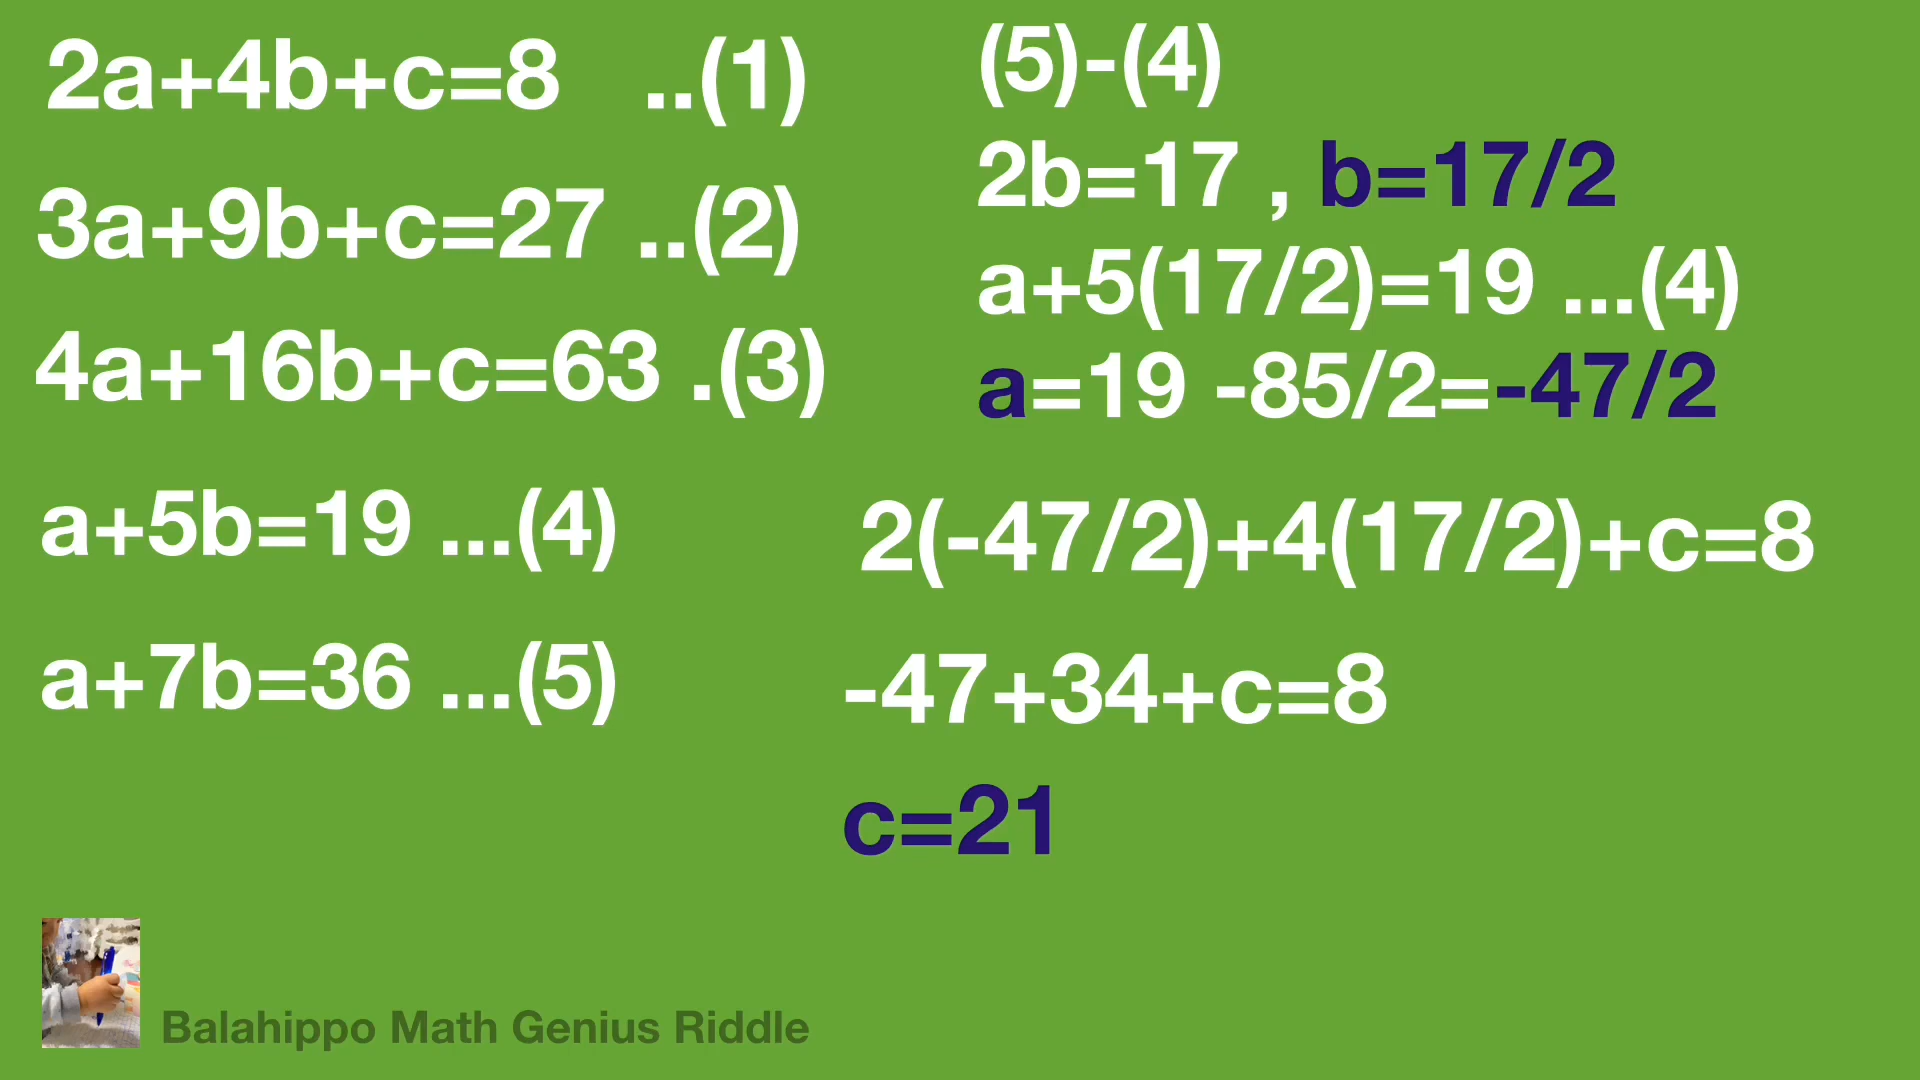 2a+4b+c=8 ..(1)
3a+9b+c=27 ..(2)
4a+16b+c=63 .(3)
a+5b=19 ...(4)
a+7b=36 ...(5)
(5)-(4)
2b=17 , b=17/2
a+5(17/2)=19 ...(4)
a=19 -85/2=-47/2
2(-47/2)+4(17/2)+c=8
-47+34+c=8
c=21
Balahippo Math Genius Riddle